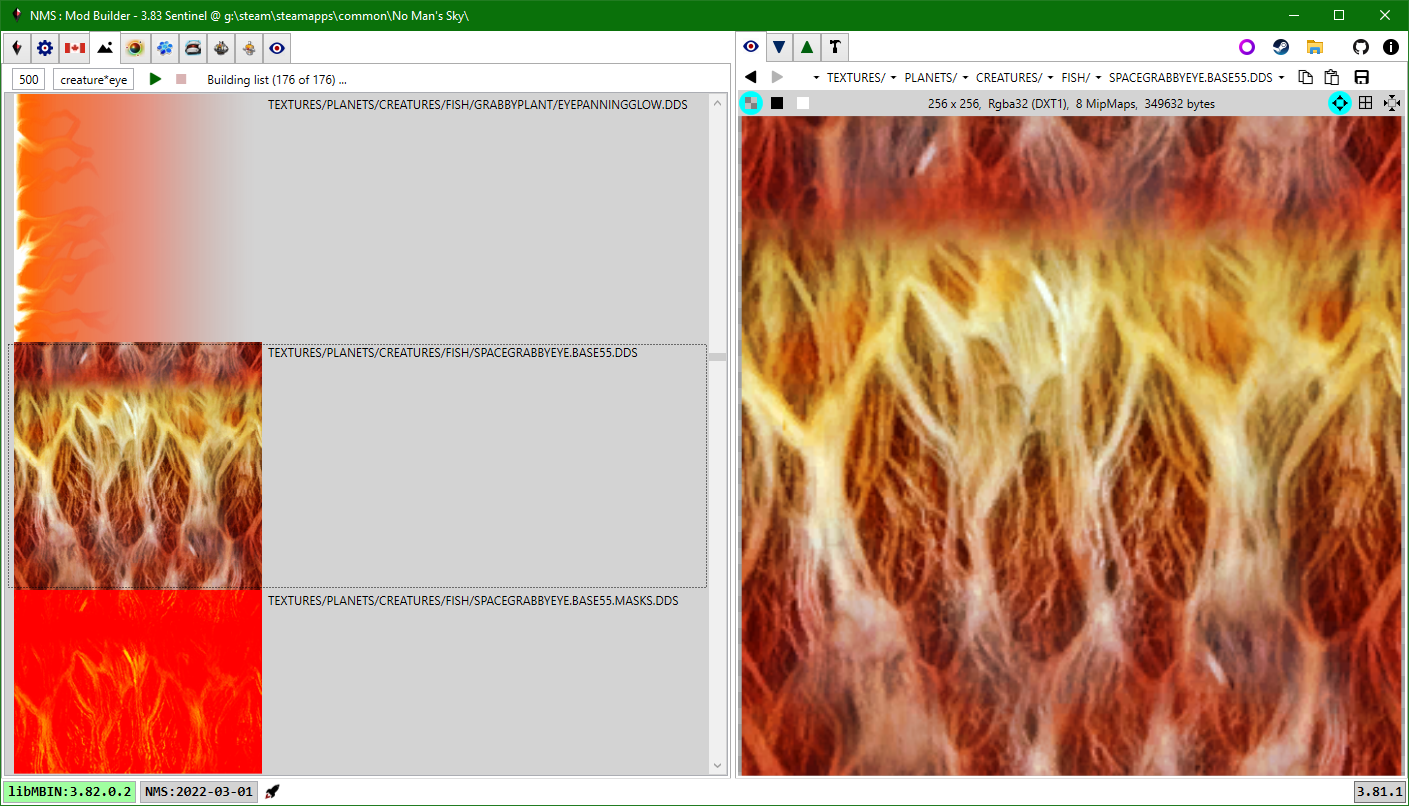 NMS : Mod Builder - 3.83 Sentinel @ g:\steam\steamapps\common\No Man's Sky\
500 creature*eye Building list (176 of 176) ...
TEXTURES/ PLANETS/ CREATURES/ FISH/ SPACEGRABBYEYE.BASE55.DDS
256 x 256, Rgba32 (DXT1), 8 MipMaps, 349632 bytes
TEXTURES/PLANETS/CREATURES/FISH/GRABBYPLANT/EYEPANNINGGLOW.DDS
TEXTURES/PLANETS/CREATURES/FISH/SPACEGRABBYEYE.BASE55.DDS
TEXTURES/PLANETS/CREATURES/FISH/SPACEGRABBYEYE.BASE55.MASKS.DDS
libMBIN:3.82.0.2 NMS:2022-03-01 3.81.1